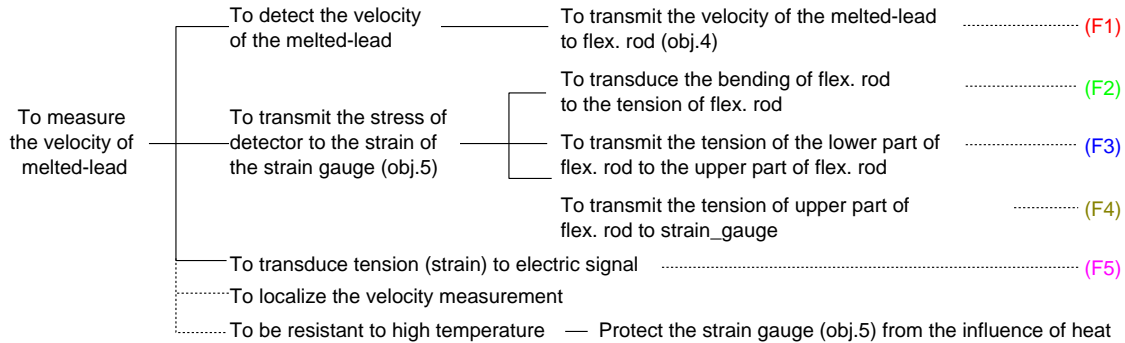 To measure
the velocity of
melted-lead
To detect the velocity
of the melted-lead
To transmit the velocity of the melted-lead
to flex. rod (obj.4)
(F1)
To transmit the stress of
detector to the strain of
the strain gauge (obj.5)
To transduce the bending of flex. rod
to the tension of flex. rod
(F2)
To transmit the tension of the lower part of
flex. rod to the upper part of flex. rod
(F3)
To transmit the tension of upper part of
flex. rod to strain_gauge
(F4)
To transduce tension (strain) to electric signal
(F5)
To localize the velocity measurement
To be resistant to high temperature
Protect the strain gauge (obj.5) from the influence of heat